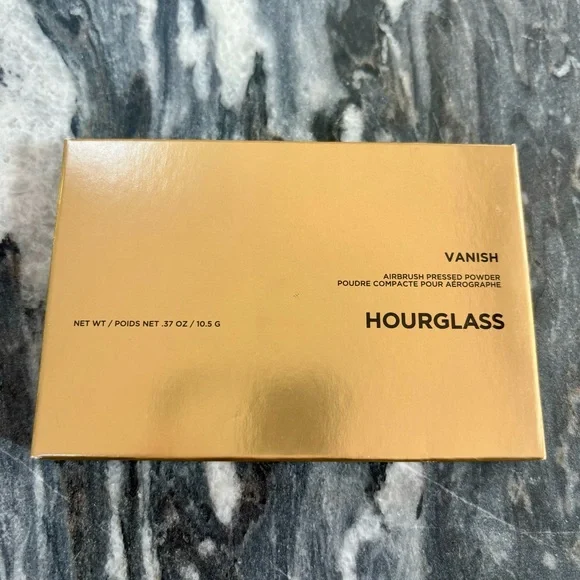 VANISH
AIRBRUSH PRESSED POWDER
POUDRE COMPACTE POUR AÉROGRAPHE
HOURGLASS
NET WT / POIDS NET .37 OZ / 10.5 G